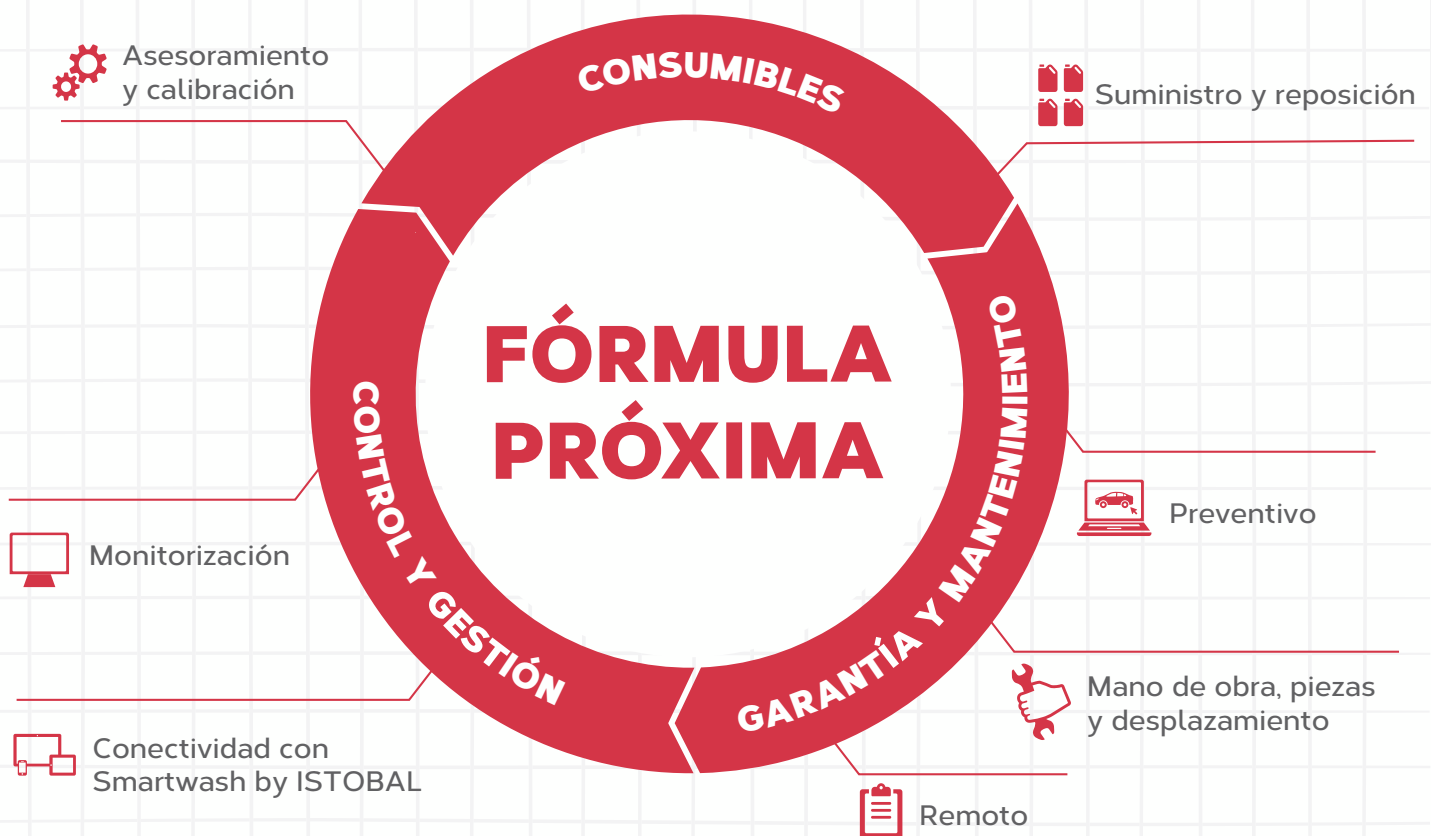 Asesoramiento
y calibración
CONSUMIBLES
Suministro y reposición
FÓRMULA
PRÓXIMA
GARANTÍA Y MANTENIMIENTO
CONTROL Y GESTIÓN
Preventivo
Monitorización
Mano de obra, piezas
y desplazamiento
Conectividad con
Smartwash by ISTOBAL
Remoto